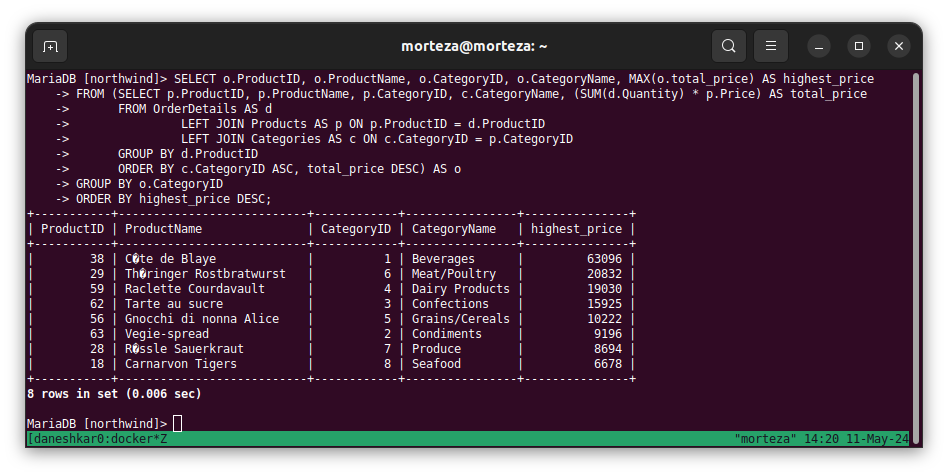 morteza@morteza: ~
MariaDB [northwind]> SELECT o.ProductID, o.ProductName, o.CategoryID, o.CategoryName, MAX(o.total_price) AS highest_price
    -> FROM (SELECT p.ProductID, p.ProductName, p.CategoryID, c.CategoryName, (SUM(d.Quantity) * p.Price) AS total_price
    ->       FROM OrderDetails AS d
    ->                LEFT JOIN Products AS p ON p.ProductID = d.ProductID
    ->                LEFT JOIN Categories AS c ON c.CategoryID = p.CategoryID
    ->       GROUP BY d.ProductID
    ->       ORDER BY c.CategoryID ASC, total_price DESC) AS o
    -> GROUP BY o.CategoryID
    -> ORDER BY highest_price DESC;
+-----------+---------------------------+------------+----------------+---------------+
| ProductID | ProductName               | CategoryID | CategoryName   | highest_price |
+-----------+---------------------------+------------+----------------+---------------+
|        38 | C�te de Blaye             |          1 | Beverages      |         63096 |
|        29 | Th�ringer Rostbratwurst   |          6 | Meat/Poultry   |         20832 |
|        59 | Raclette Courdavault      |          4 | Dairy Products |         19030 |
|        62 | Tarte au sucre            |          3 | Confections    |         15925 |
|        56 | Gnocchi di nonna Alice    |          5 | Grains/Cereals |         10222 |
|        63 | Vegie-spread              |          2 | Condiments     |          9196 |
|        28 | R�ssle Sauerkraut         |          7 | Produce        |          8694 |
|        18 | Carnarvon Tigers          |          8 | Seafood        |          6678 |
+-----------+---------------------------+------------+----------------+---------------+
8 rows in set (0.006 sec)
MariaDB [northwind]>
[daneshkar0:docker*Z "morteza" 14:20 11-May-24